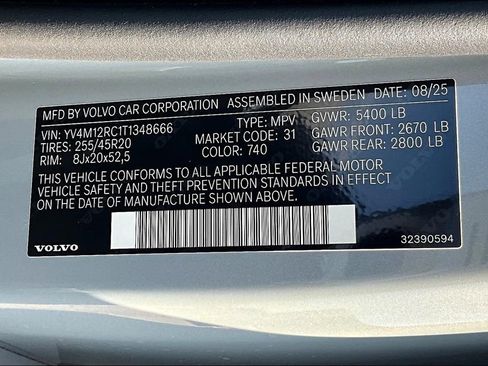 MFD BY VOLVO CAR CORPORATION ASSEMBLED IN SWEDEN DATE: 08/25
VIN: YV4M12RC1T1348666 TYPE: MPV GVWR: 5400 LB
TIRES: 255/45R20 MARKET CODE: 31 GAWR FRONT: 2670 LB
RIM: 8Jx20x52,5 COLOR: 740 GAWR REAR: 2800 LB
THIS VEHICLE CONFORMS TO ALL APPLICABLE FEDERAL MOTOR
VEHICLE SAFETY AND THEFT PREVENTION STANDARDS IN EFFECT
ON THE DATE OF MANUFACTURE SHOWN ABOVE.
VOLVO 32390594